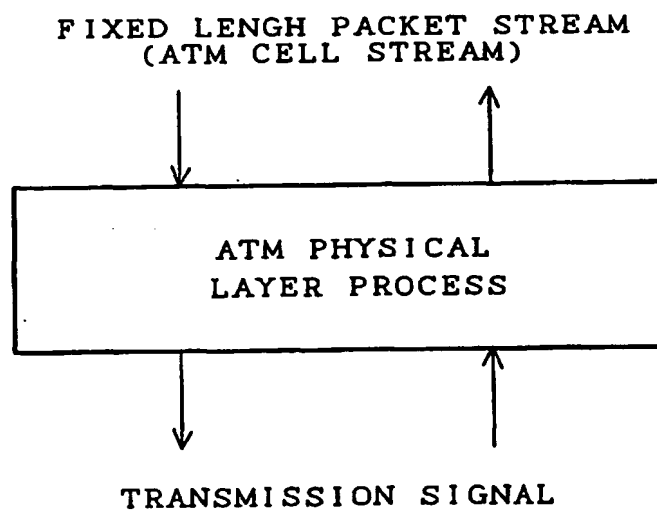 FIXED LENGH PACKET STREAM
(ATM CELL STREAM)
ATM PHYSICAL
LAYER PROCESS
TRANSMISSION SIGNAL